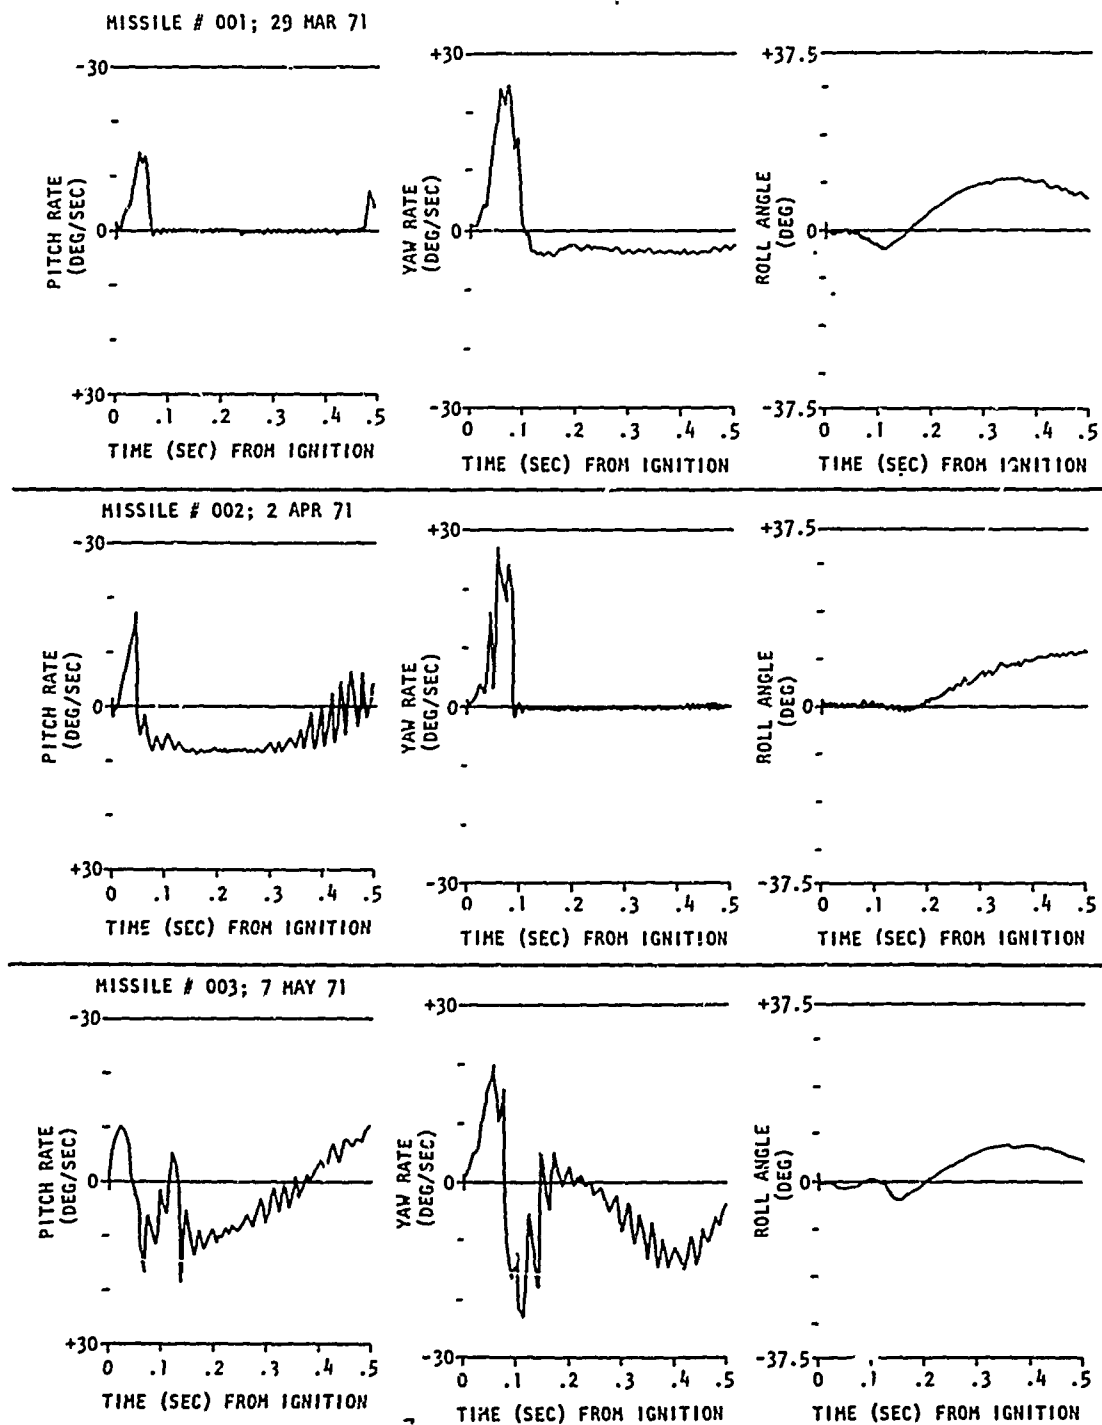 MISSILE # 001; 29 MAR 71
-30
0
+30
PITCH RATE
(DEG/SEC)
0 .1 .2 .3 .4 .5
TIME (SEC) FROM IGNITION
+30
0
-30
YAW RATE
(DEG/SEC)
0 .1 .2 .3 .4 .5
TIME (SEC) FROM IGNITION
+37.5
0
-37.5
ROLL ANGLE
(DEG)
0 .1 .2 .3 .4 .5
TIME (SEC) FROM IGNITION
MISSILE # 002; 2 APR 71
-30
0
+30
PITCH RATE
(DEG/SEC)
0 .1 .2 .3 .4 .5
TIME (SEC) FROM IGNITION
+30
0
-30
YAW RATE
(DEG/SEC)
0 .1 .2 .3 .4 .5
TIME (SEC) FROM IGNITION
+37.5
0
-37.5
ROLL ANGLE
(DEG)
0 .1 .2 .3 .4 .5
TIME (SEC) FROM IGNITION
MISSILE # 003; 7 MAY 71
-30
0
+30
PITCH RATE
(DEG/SEC)
0 .1 .2 .3 .4 .5
TIME (SEC) FROM IGNITION
+30
0
-30
YAW RATE
(DEG/SEC)
0 .1 .2 .3 .4 .5
TIME (SEC) FROM IGNITION
+37.5
0
-37.5
ROLL ANGLE
(DEG)
0 .1 .2 .3 .4 .5
TIME (SEC) FROM IGNITION